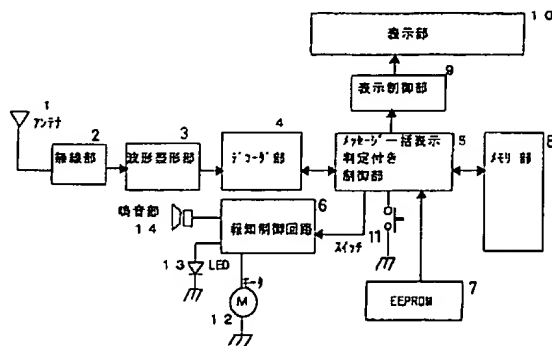 10
表示部
9
表示制御部
1
アンテナ
2
無線部
3
波形整形部
4
デコーダ部
メッセージ一括表示
判定付き
制御部
5
メモリ部
8
6
報知制御回路
鳴音部
14
スイッチ
11
13
LED
モータ
M
12
7
EEPROM